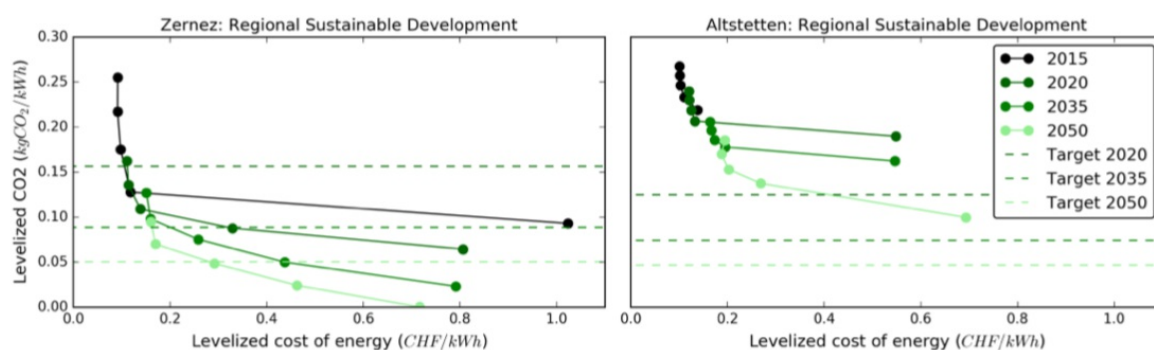 Zernez: Regional Sustainable Development
0.30
0.25
0.20
0.15
0.10
0.05
0.00
Levelized CO2 (kgCO₂/kWh)
0.0 0.2 0.4 0.6 0.8 1.0
Levelized cost of energy (CHF/kWh)
Altstetten: Regional Sustainable Development
2015
2020
2035
2050
Target 2020
Target 2035
Target 2050
0.0 0.2 0.4 0.6 0.8 1.0
Levelized cost of energy (CHF/kWh)